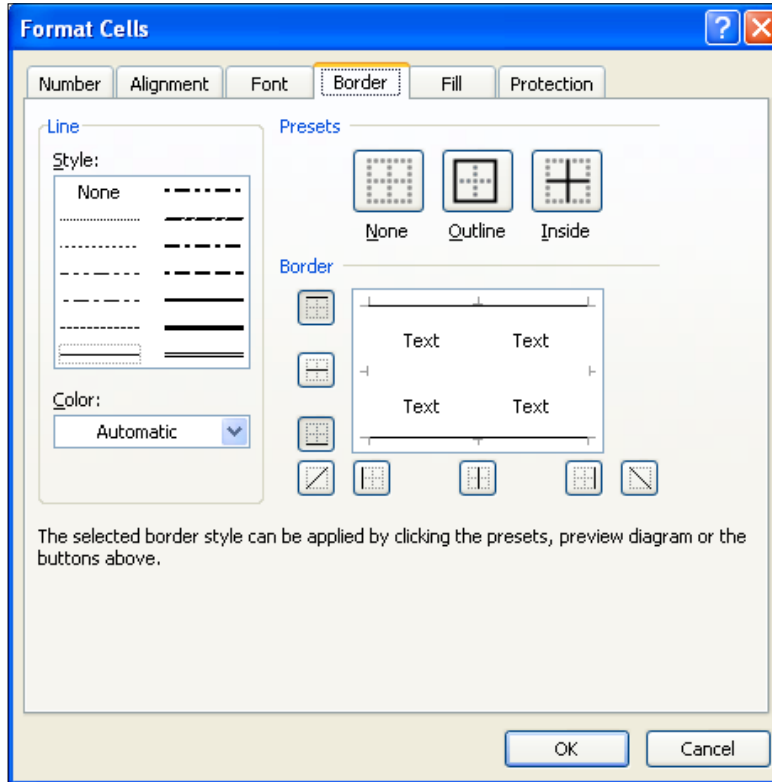 Format Cells
Number Alignment Font Border Fill Protection
Line
Style:
None
Color:
Automatic
Presets
None Outline Inside
Border
Text Text
Text Text
The selected border style can be applied by clicking the presets, preview diagram or the
buttons above.
OK Cancel